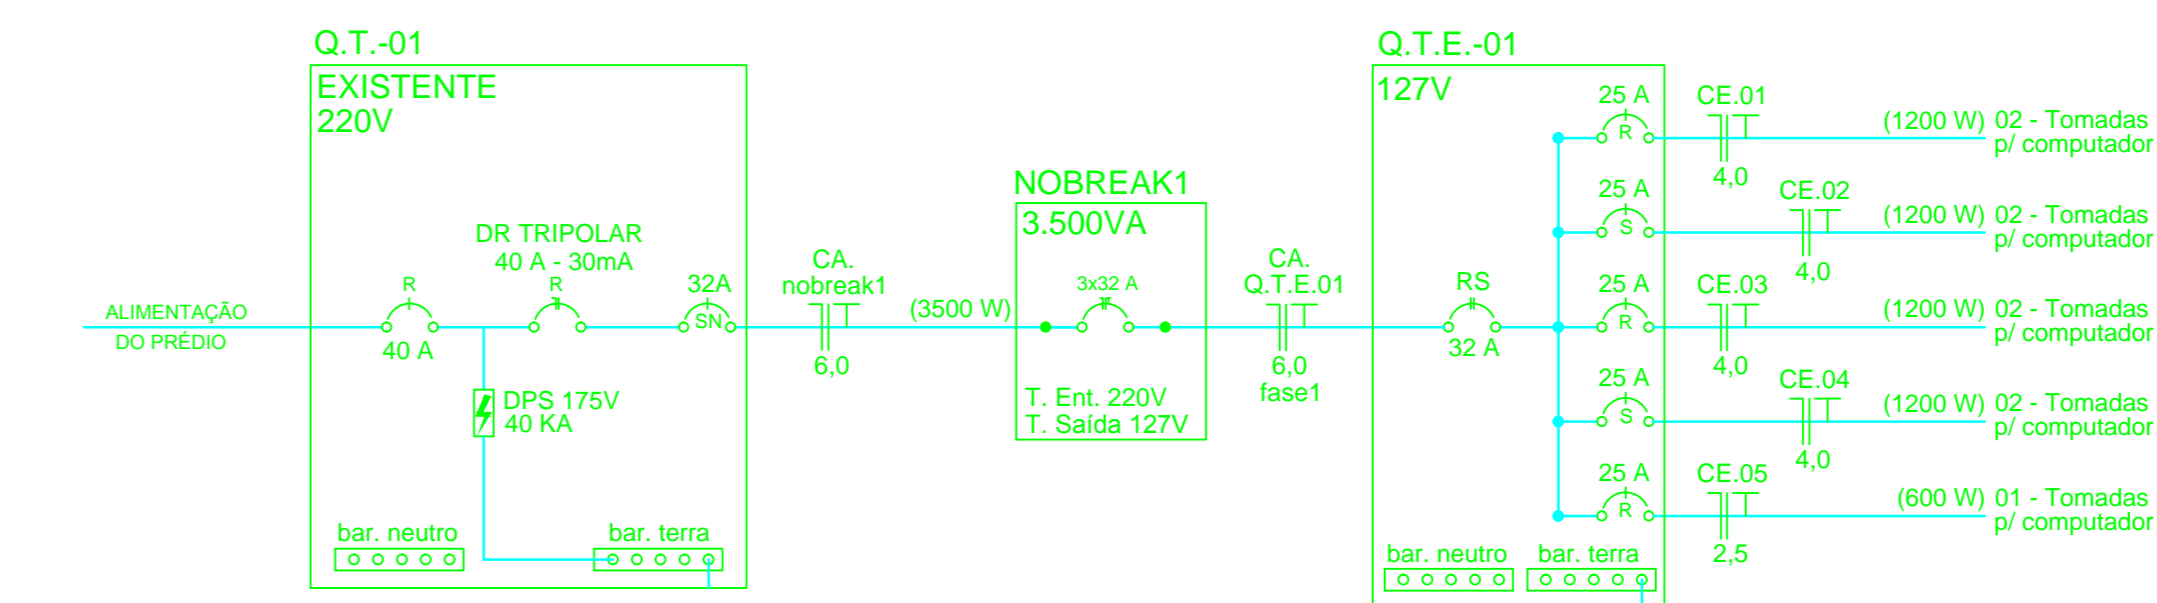 Q.T.-01
EXISTENTE
220V
ALIMENTAÇÃO
DO PRÉDIO
R
40 A
DR TRIPOLAR
40 A - 30mA
R
32A
SN
DPS 175V
40 KA
bar. neutro
bar. terra
CA.
nobreak1
6,0
(3500 W)
NOBREAK1
3.500VA
3x32 A
T. Ent. 220V
T. Saída 127V
CA.
Q.T.E.01
6,0
fase1
Q.T.E.-01
127V
RS
32 A
25 A
R
CE.01
4,0
(1200 W) 02 - Tomadas
p/ computador
25 A
S
CE.02
4,0
(1200 W) 02 - Tomadas
p/ computador
25 A
R
CE.03
4,0
(1200 W) 02 - Tomadas
p/ computador
25 A
S
CE.04
4,0
(1200 W) 02 - Tomadas
p/ computador
25 A
R
CE.05
2,5
(600 W) 01 - Tomadas
p/ computador
bar. neutro
bar. terra